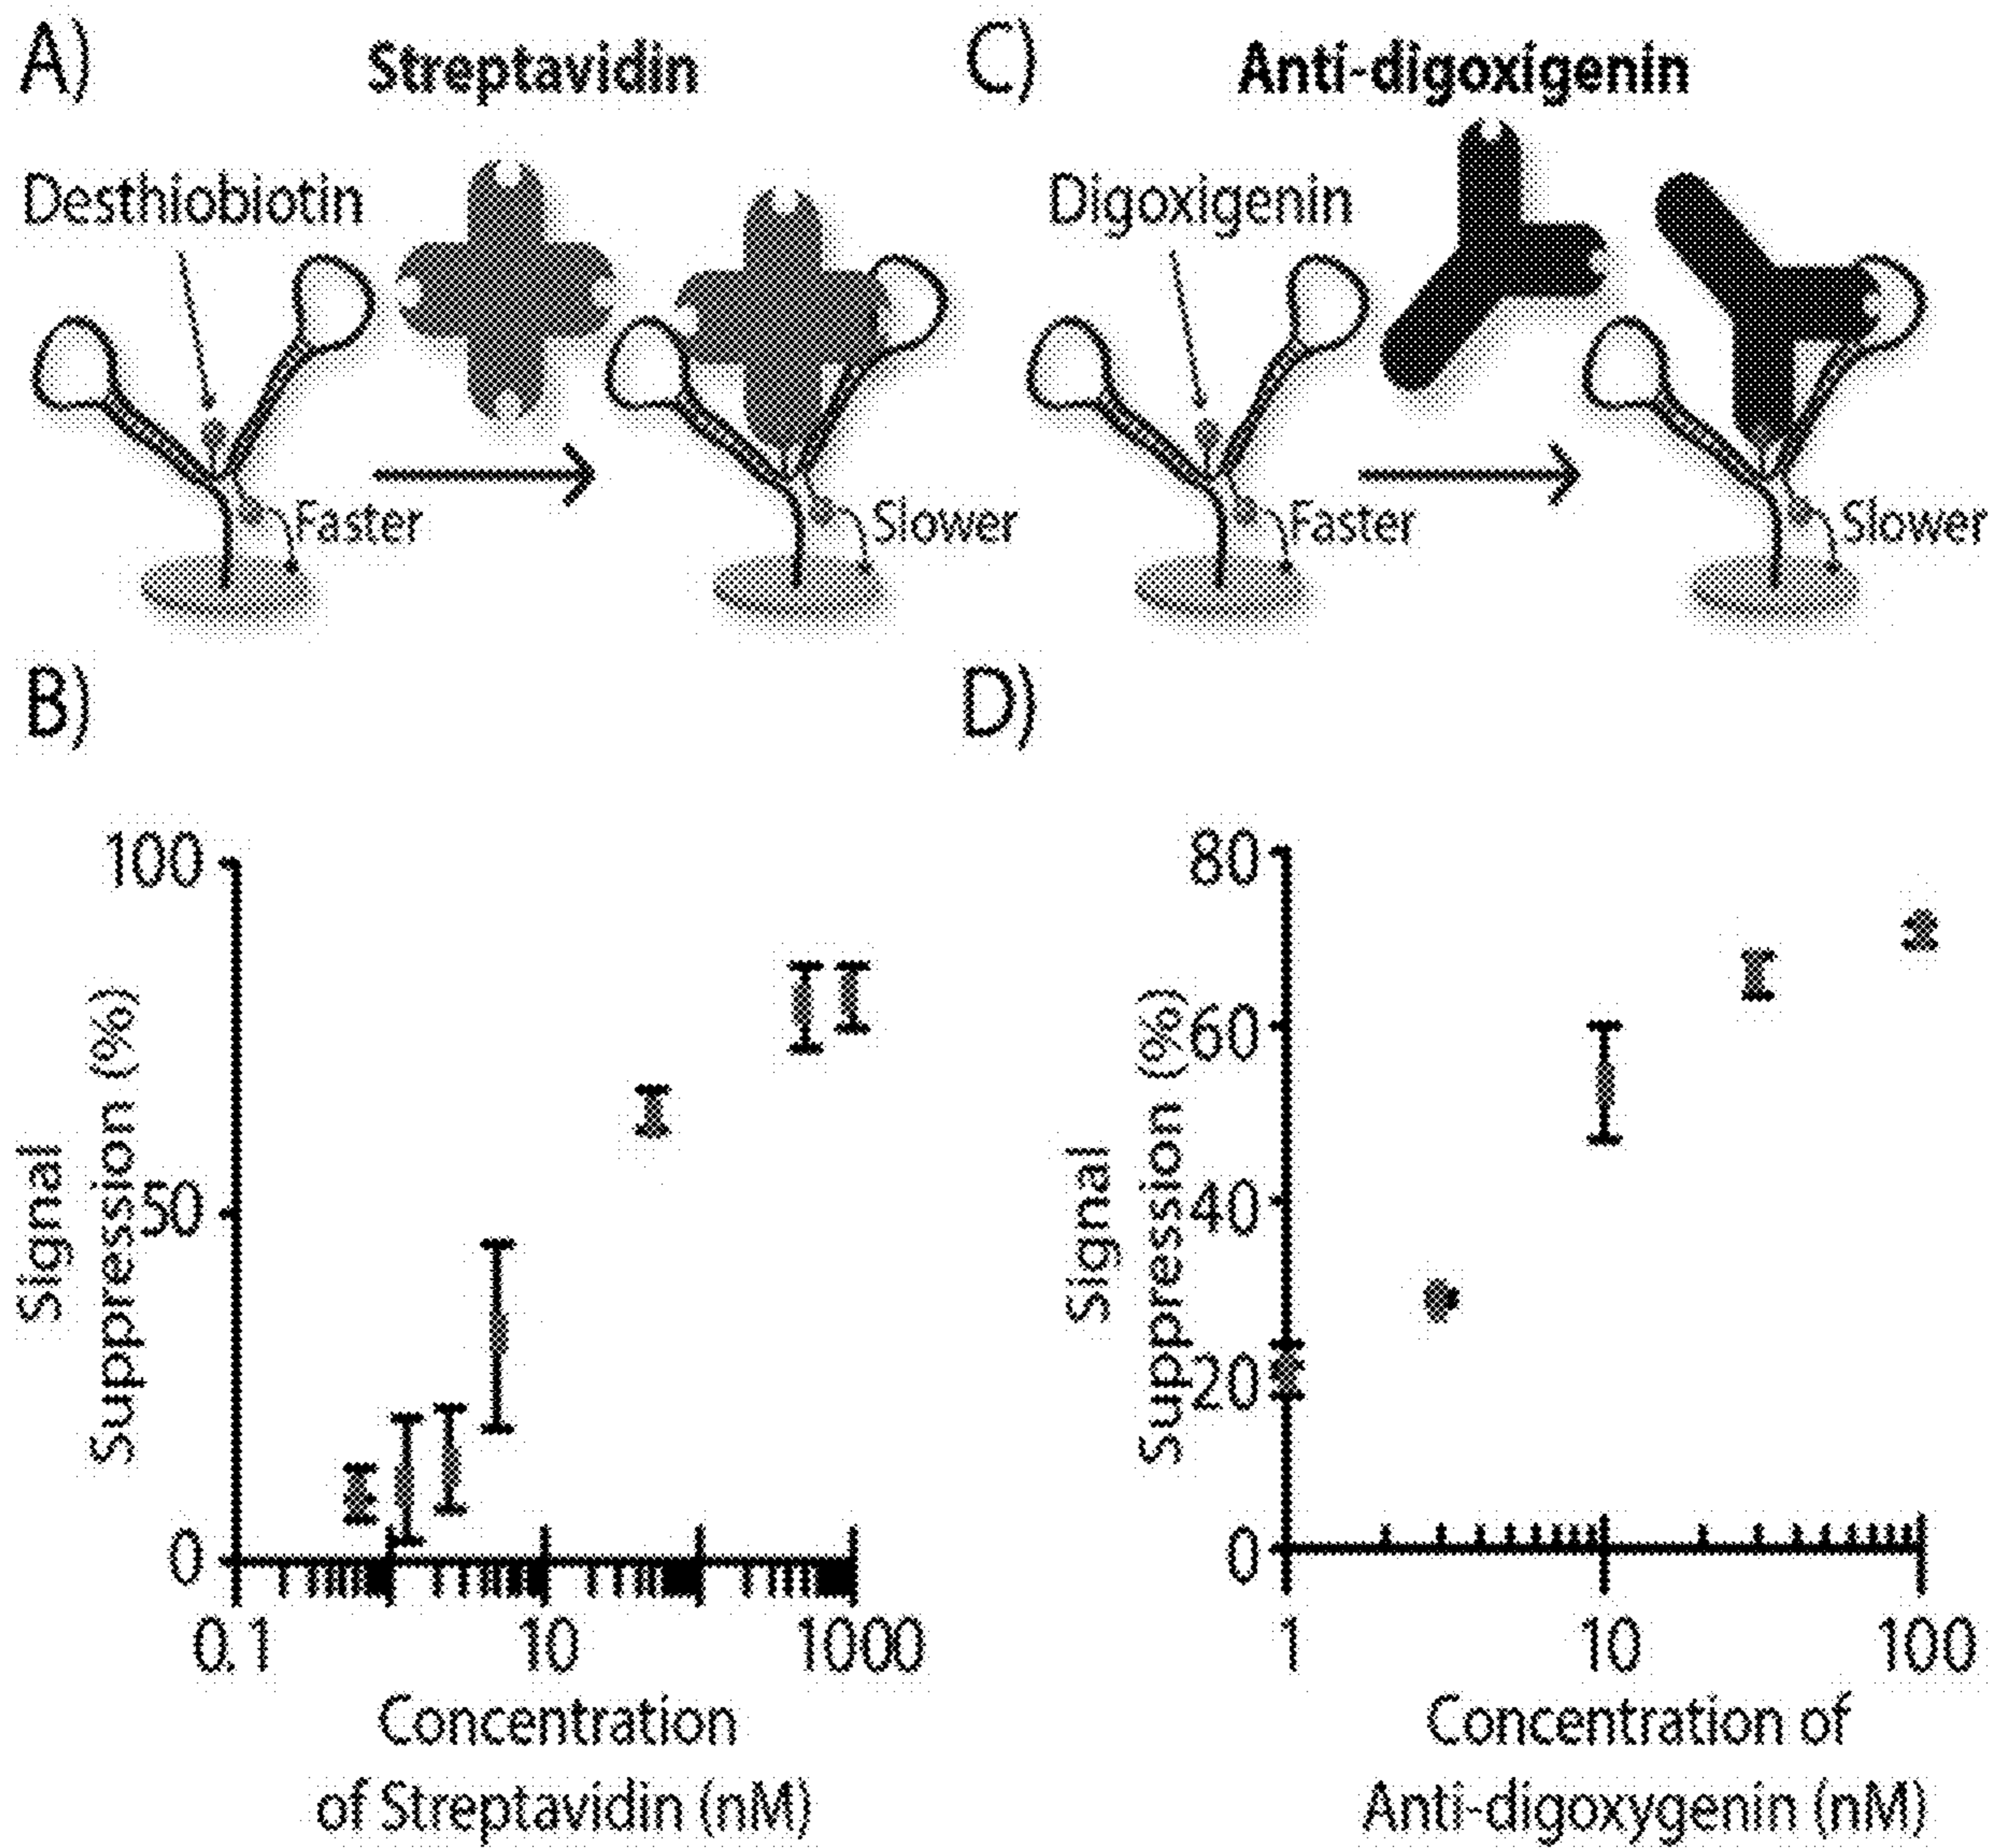 A)
Streptavidin
Desthiobiotin
Faster
Slower
C)
Anti-digoxigenin
Digoxigenin
Faster
Slower
B)
Signal
Suppression (%)
100
50
0
0.1
10
1000
Concentration
of Streptavidin (nM)
D)
Signal
Suppression (%)
80
60
40
20
0
1
10
100
Concentration of
Anti-digoxygenin (nM)